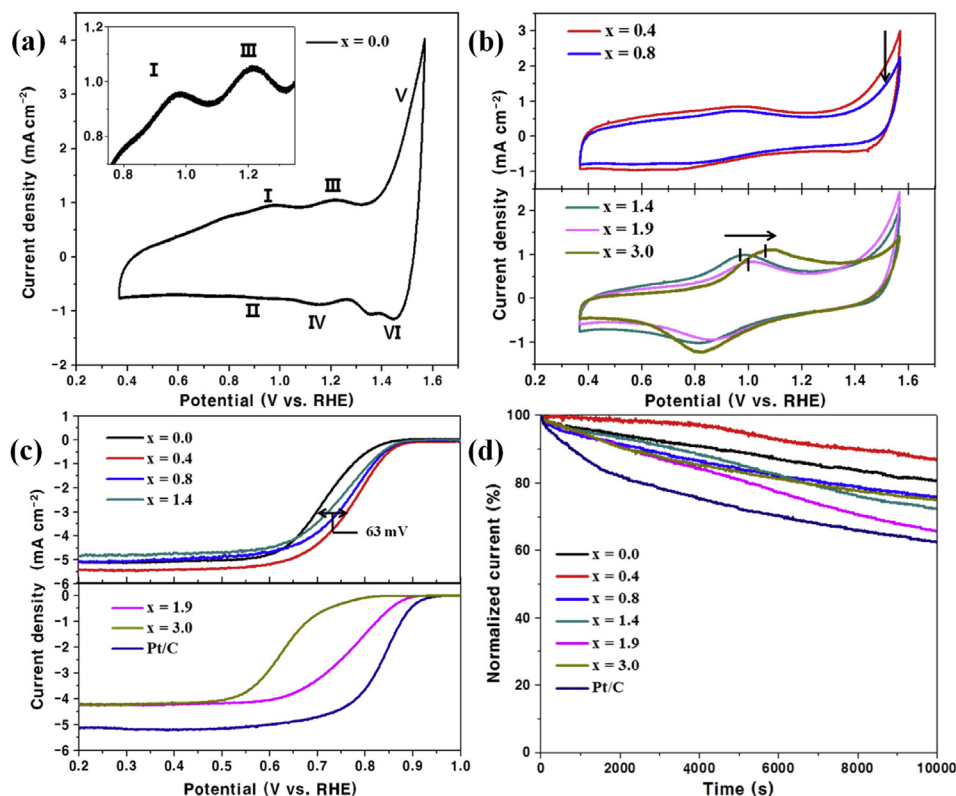 (a)
x = 0.0
1.2
1.0
0.8
0.8
1.0
1.2
I
III
I
III
V
II
IV
VI
4
3
2
1
0
−1
−2
0.2 0.4 0.6 0.8 1.0 1.2 1.4 1.6
Current density (mA cm−2)
Potential (V vs. RHE)
(b)
x = 0.4
x = 0.8
3
2
1
0
−1
x = 1.4
x = 1.9
x = 3.0
2
1
0
−1
0.2 0.4 0.6 0.8 1.0 1.2 1.4 1.6
Current density (mA cm−2)
Potential (V vs. RHE)
(c)
x = 0.0
x = 0.4
x = 0.8
x = 1.4
63 mV
0
−1
−2
−3
−4
−5
−6
x = 1.9
x = 3.0
Pt/C
0
−1
−2
−3
−4
−5
−6
0.2 0.3 0.4 0.5 0.6 0.7 0.8 0.9 1.0
Current density (mA cm−2)
Potential (V vs. RHE)
(d)
x = 0.0
x = 0.4
x = 0.8
x = 1.4
x = 1.9
x = 3.0
Pt/C
100
80
60
40
20
0
0 2000 4000 6000 8000 10000
Normalized current (%)
Time (s)